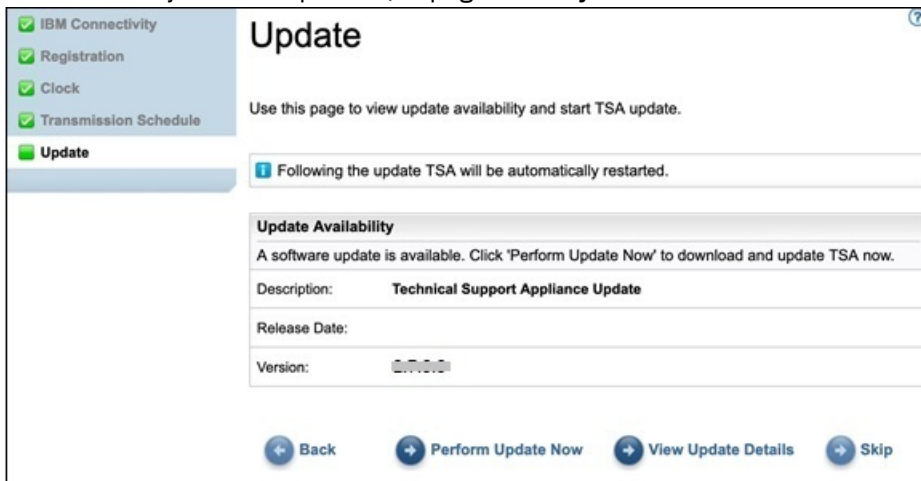 IBM Connectivity
Registration
Clock
Transmission Schedule
Update
Update
Use this page to view update availability and start TSA update.
Following the update TSA will be automatically restarted.
Update Availability
A software update is available. Click 'Perform Update Now' to download and update TSA now.
Description: Technical Support Appliance Update
Release Date:
Version:
Back Perform Update Now View Update Details Skip